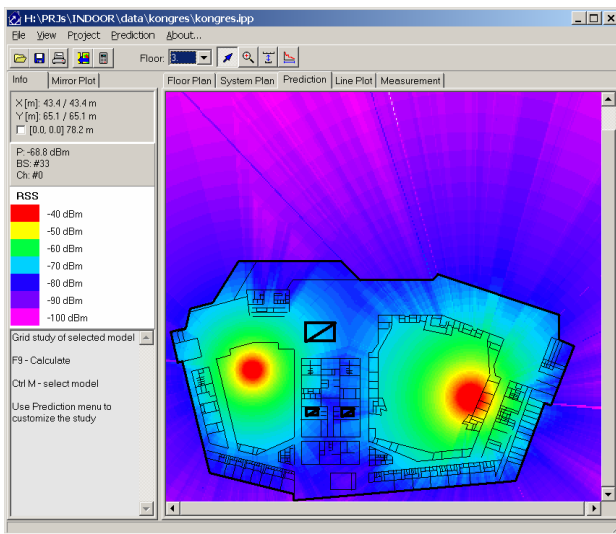 H:\PRJs\INDOOR\data\kongres\kongres.ipp
File View Project Prediction About...
Floor: 3.
Info Mirror Plot
Floor Plan System Plan Prediction Line Plot Measurement
X [m]: 43.4 / 43.4 m
Y [m]: 65.1 / 65.1 m
[0.0, 0.0] 78.2 m
P: -68.8 dBm
BS: #33
Ch: #0
RSS
-40 dBm
-50 dBm
-60 dBm
-70 dBm
-80 dBm
-90 dBm
-100 dBm
Grid study of selected model
F9 - Calculate
Ctrl M - select model
Use Prediction menu to
customize the study